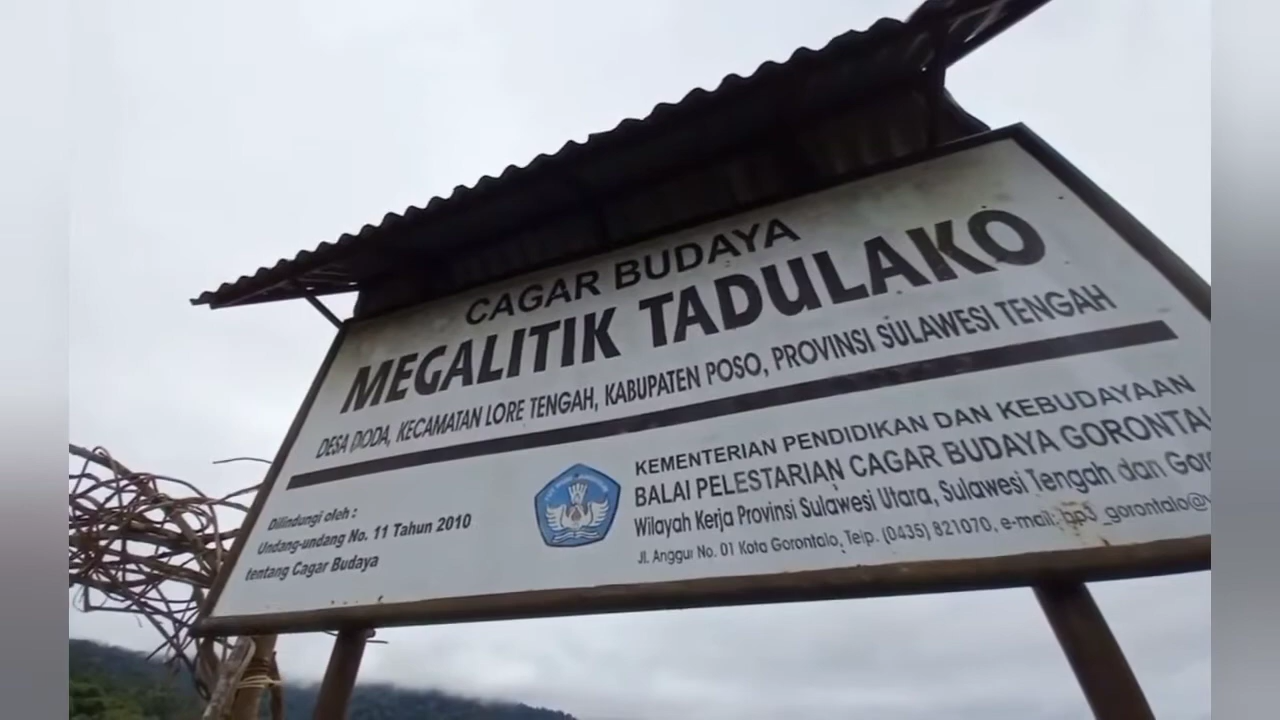 CAGAR BUDAYA
MEGALITIK TADULAKO
DESA DODA, KECAMATAN LORE TENGAH, KABUPATEN POSO, PROVINSI SULAWESI TENGAH
KEMENTERIAN PENDIDIKAN DAN KEBUDAYAAN
BALAI PELESTARIAN CAGAR BUDAYA GORONTAL
Wilayah Kerja Provinsi Sulawesi Utara, Sulawesi Tengah dan Gor
Jl. Anggur No. 01 Kota Gorontalo, Telp. (0435) 821070, e-mail:
Dilindungi oleh :
Undang-undang No. 11 Tahun 2010
tentang Cagar Budaya